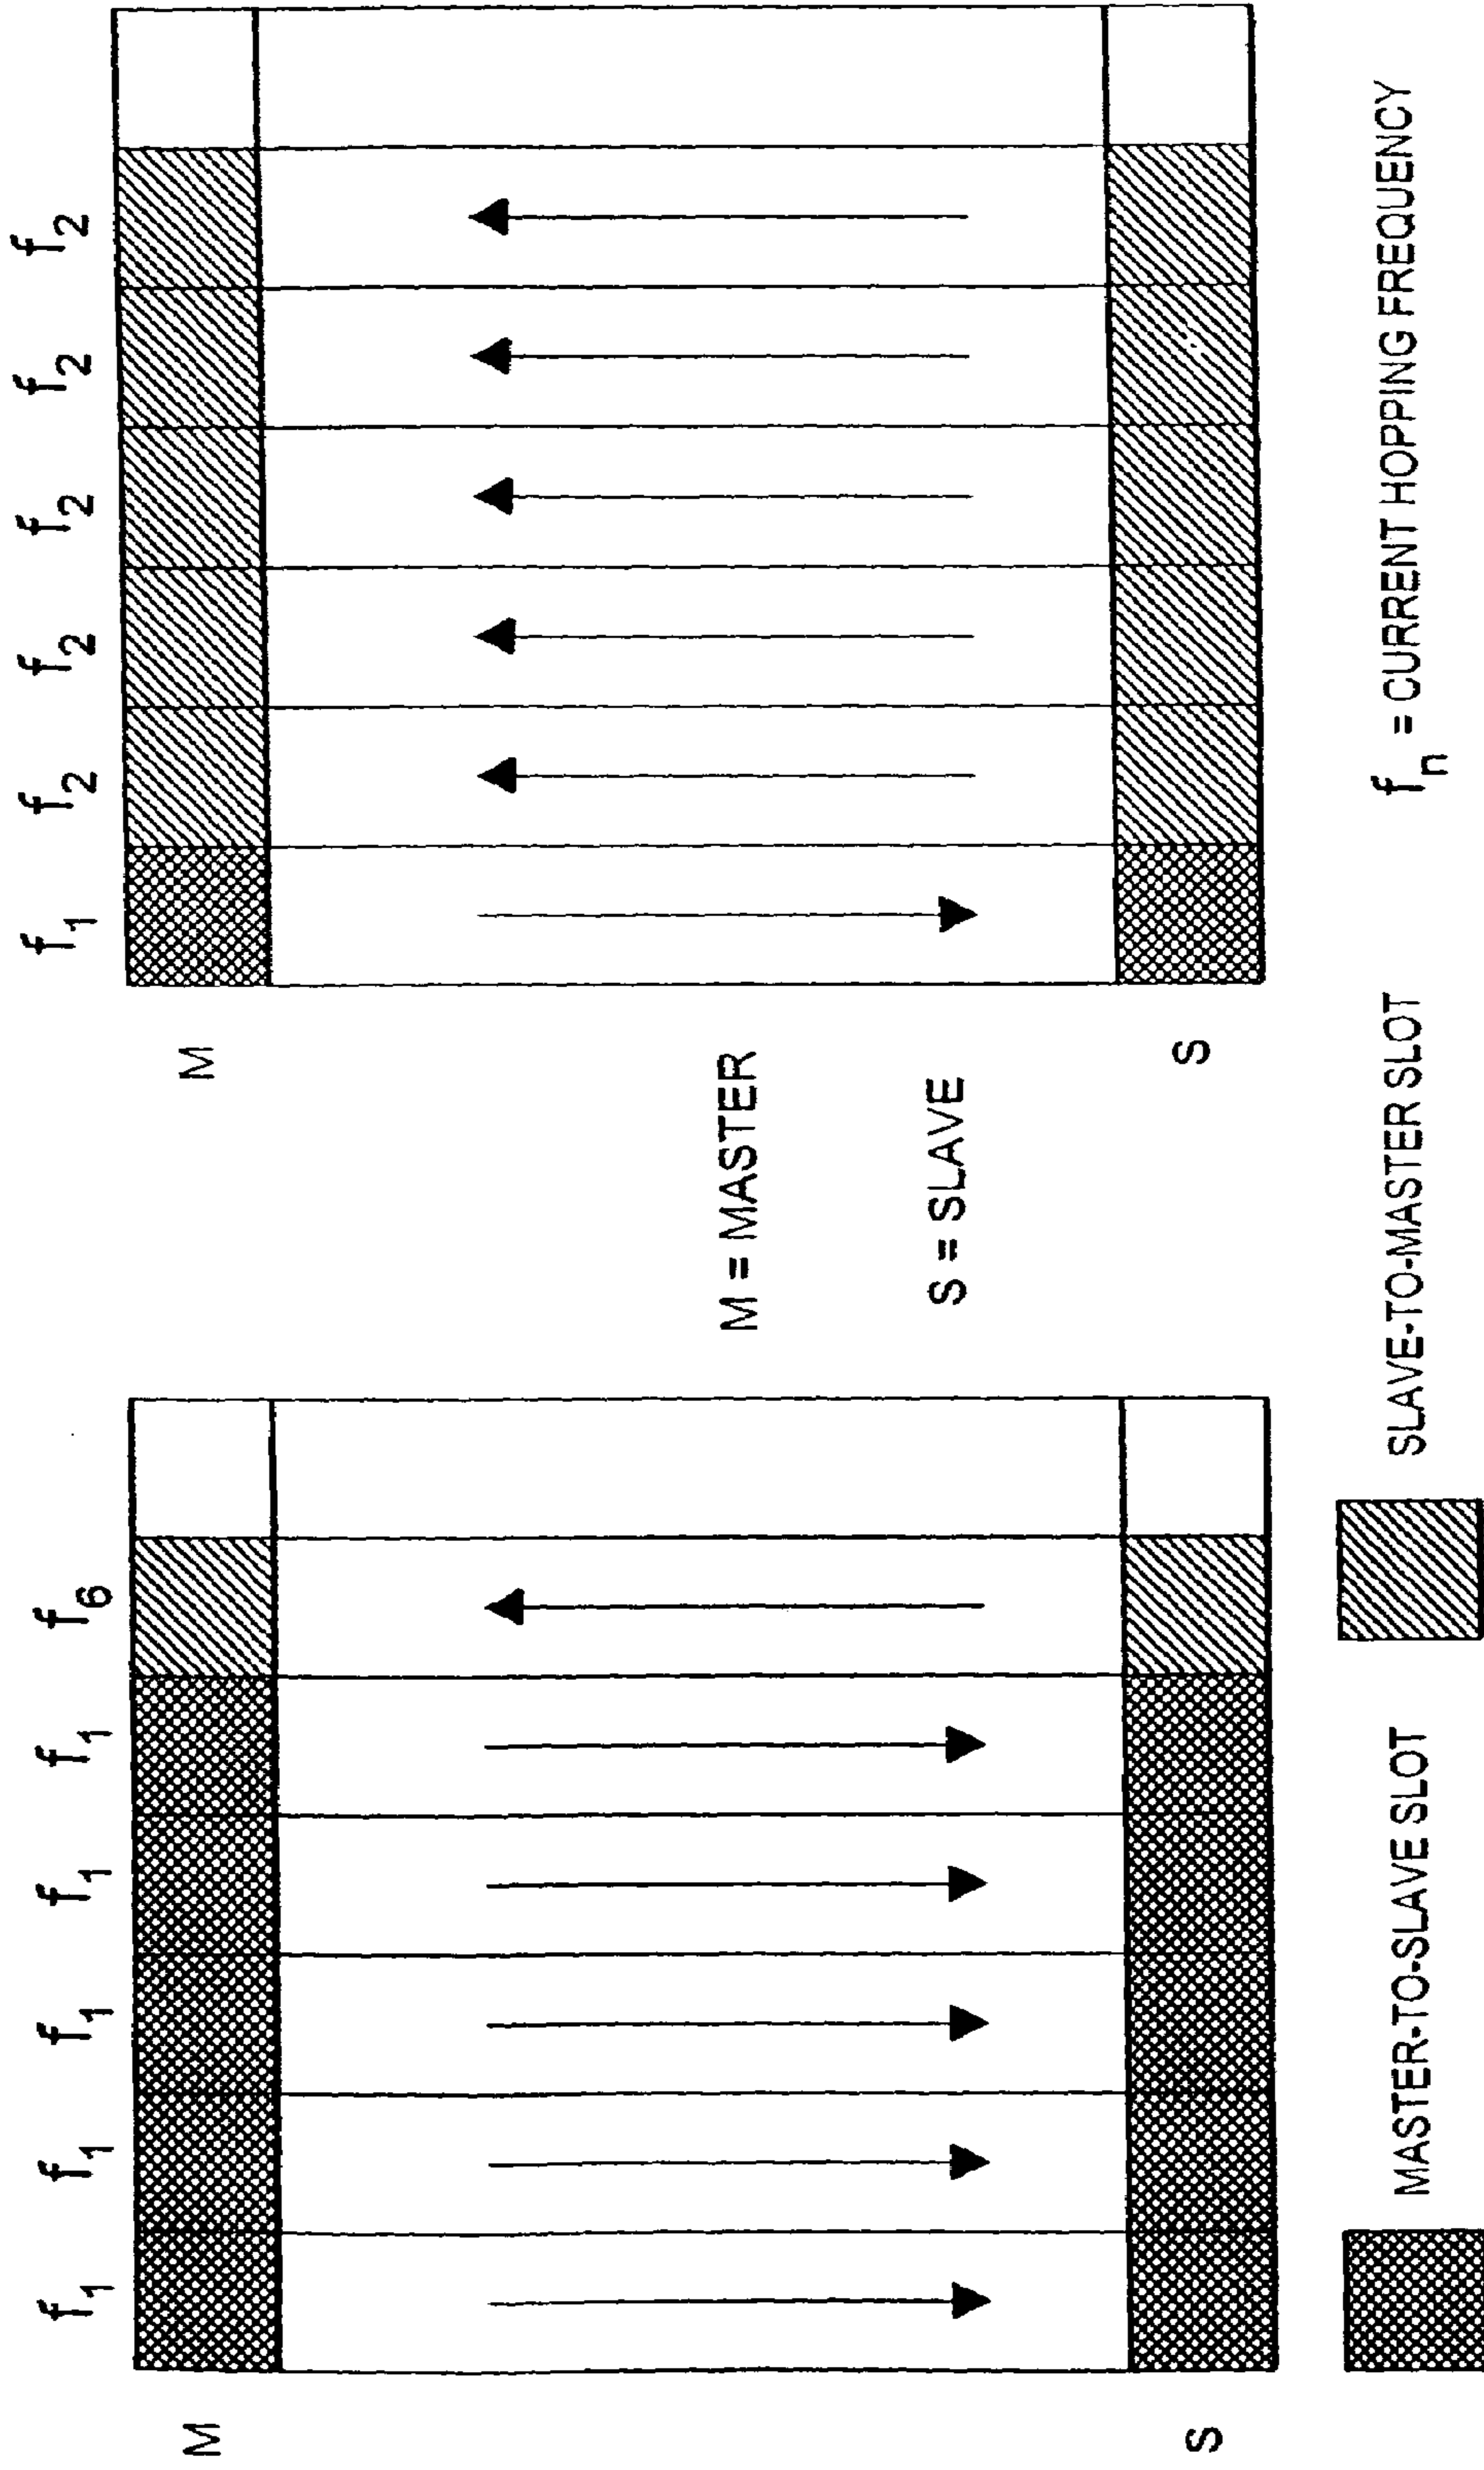 f1 f1 f1 f1 f1 f6
M
S
M = MASTER
S = SLAVE
f1 f2 f2 f2 f2 f2
M
S
MASTER-TO-SLAVE SLOT
SLAVE-TO-MASTER SLOT
fn = CURRENT HOPPING FREQUENCY